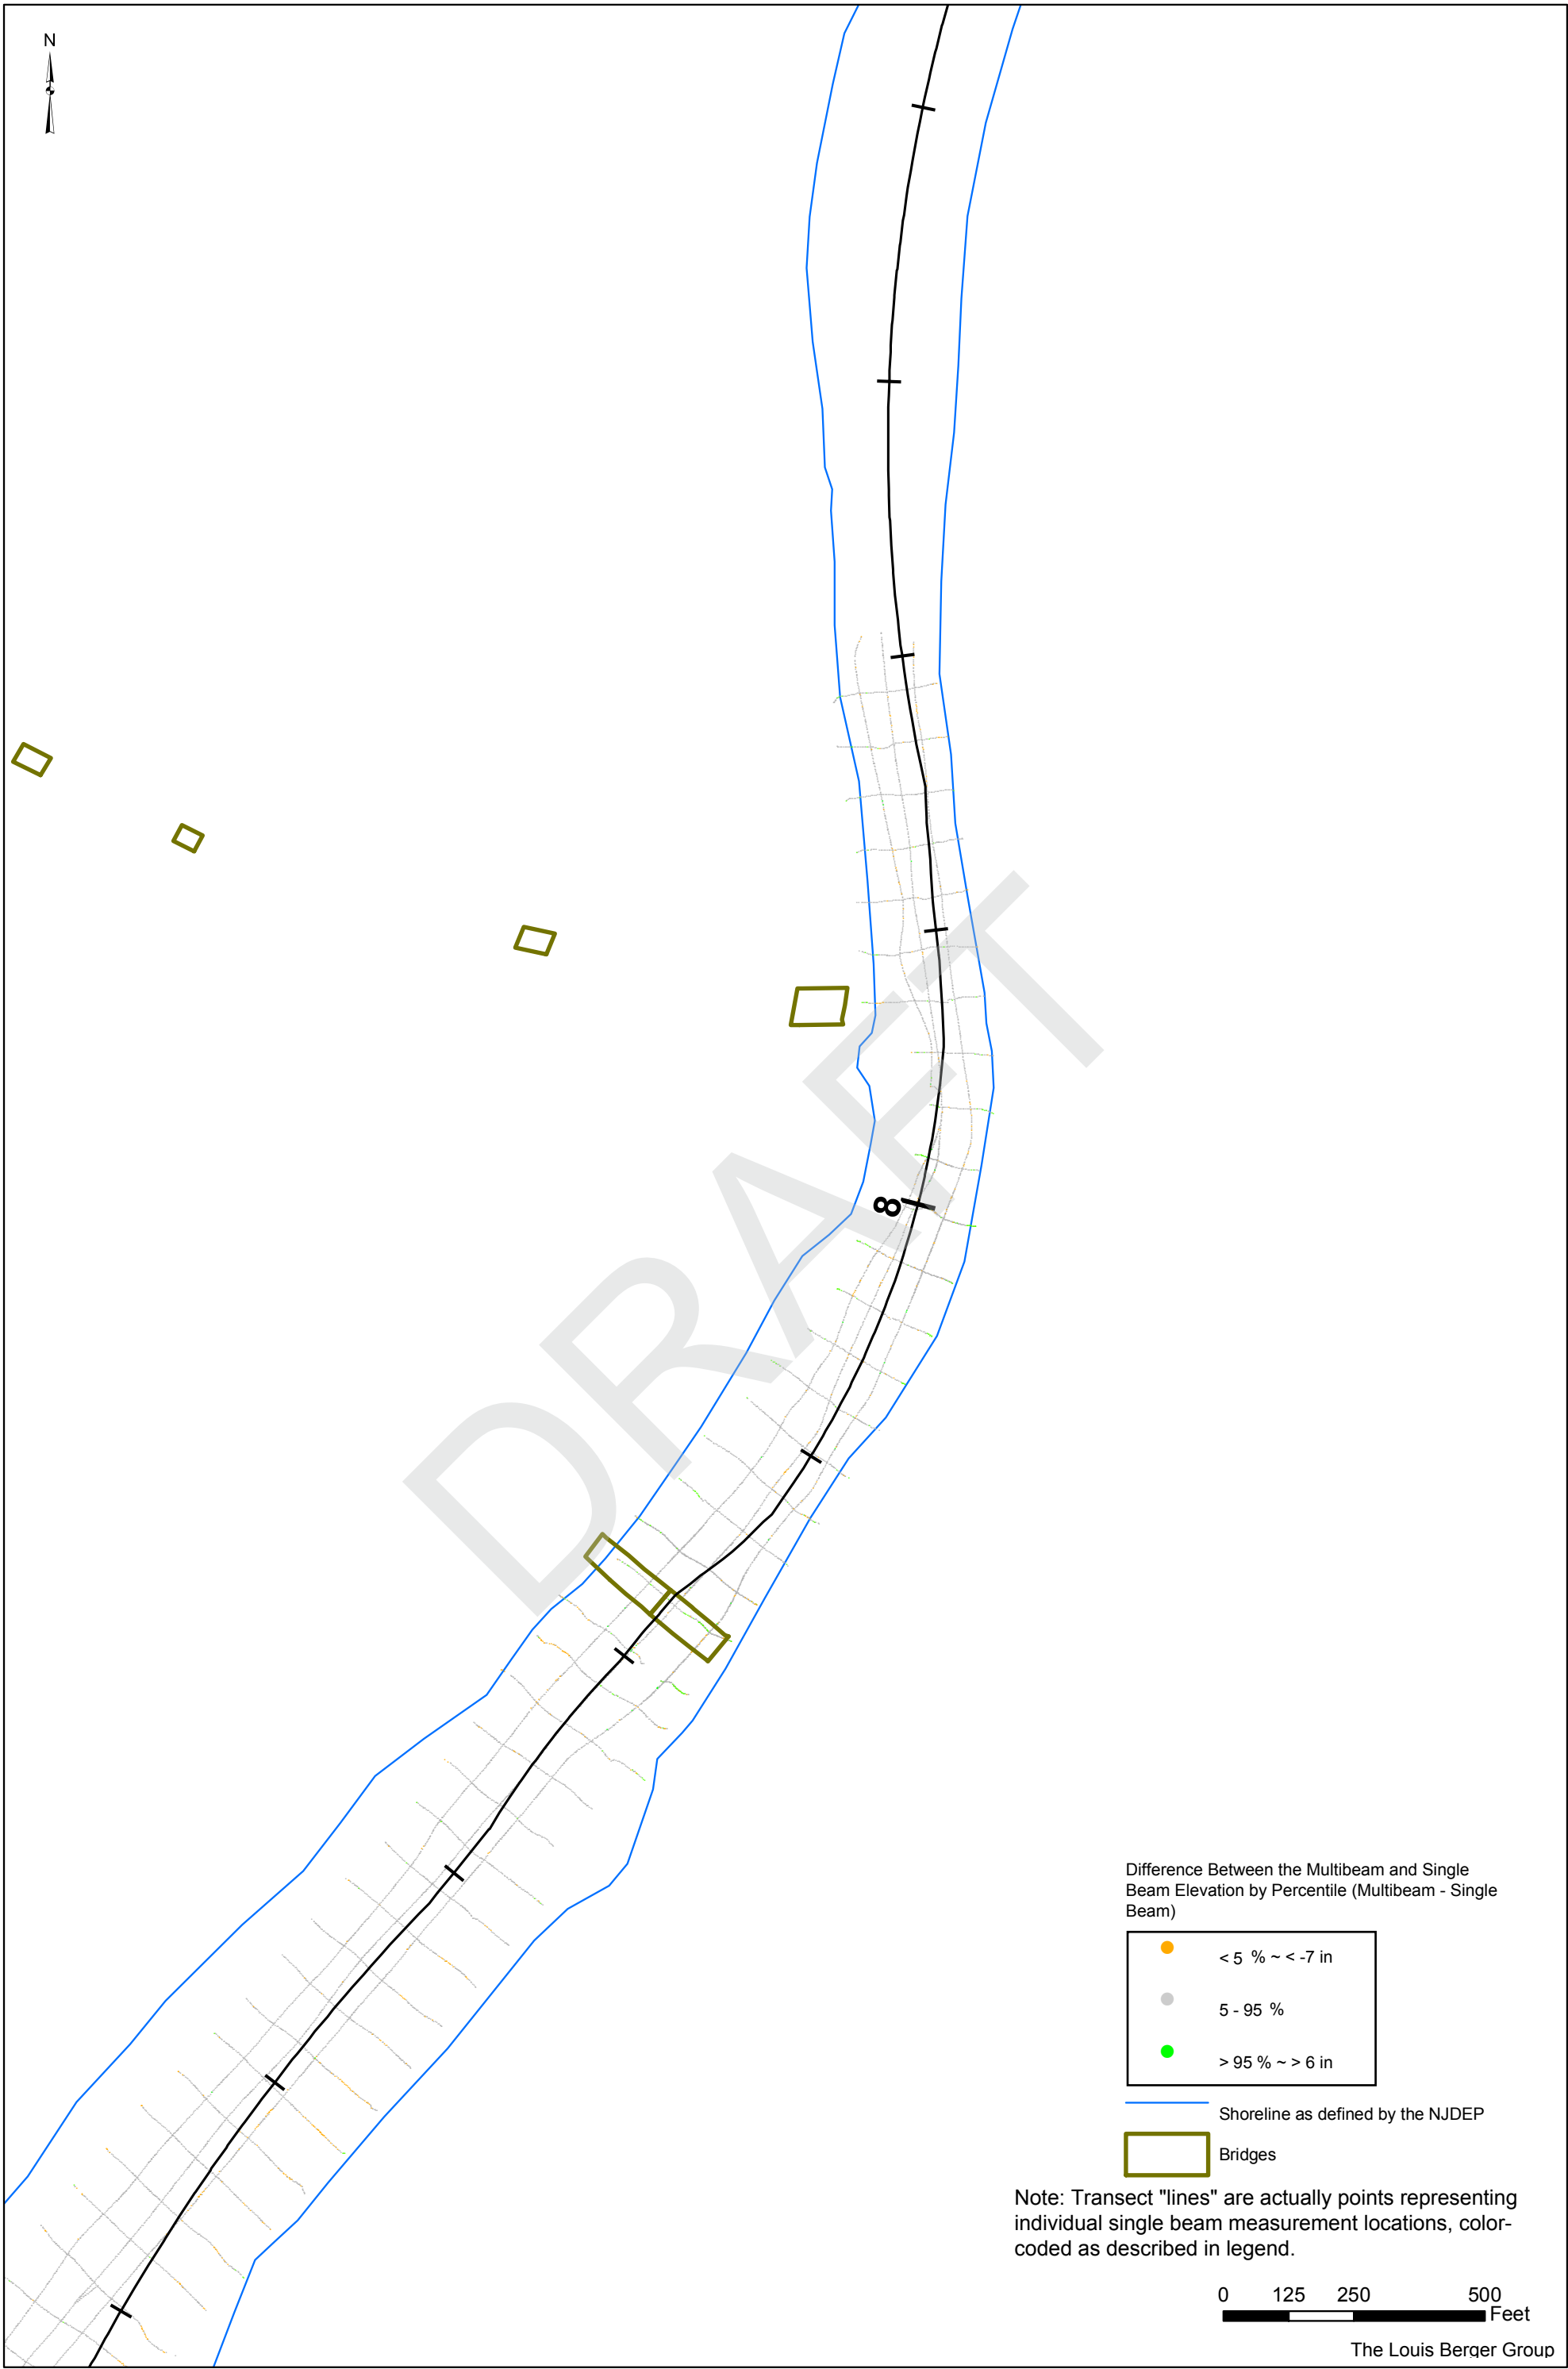 N
8
DRAFT
Difference Between the Multibeam and Single
Beam Elevation by Percentile (Multibeam - Single
Beam)
< 5 % ~ < -7 in
5 - 95 %
> 95 % ~ > 6 in
Shoreline as defined by the NJDEP
Bridges
Note: Transect "lines" are actually points representing
individual single beam measurement locations, color-
coded as described in legend.
0 125 250 500
Feet
The Louis Berger Group